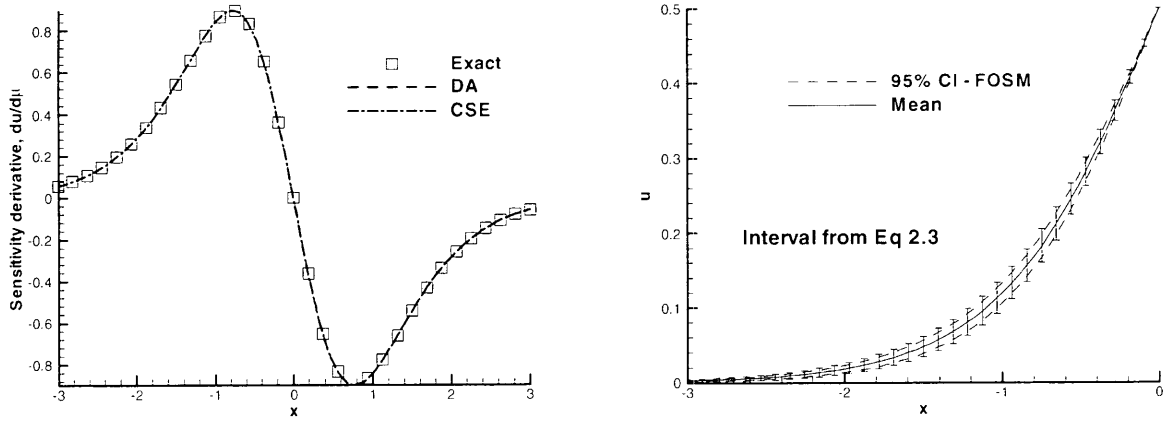 Sensitivity derivative, du/dμ
0.8
0.6
0.4
0.2
0
-0.2
-0.4
-0.6
-0.8
Exact
DA
CSE
-3
-2
-1
0
1
2
3
x
u
0.5
0.4
0.3
0.2
0.1
0
95% CI - FOSM
Mean
Interval from Eq 2.3
-3
-2
-1
0
x